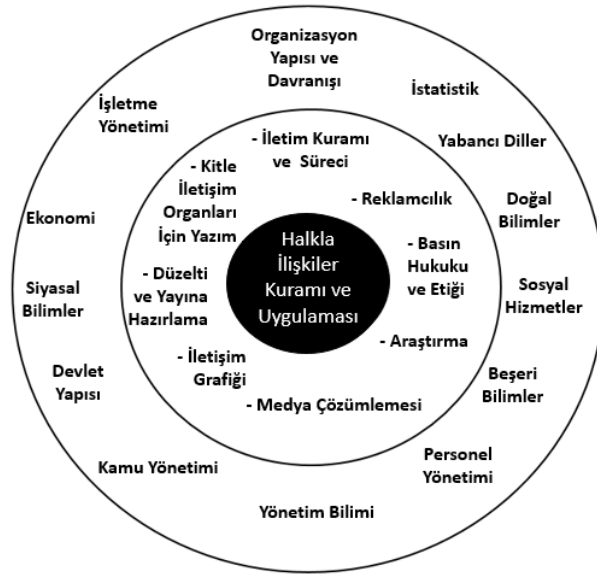 Organizasyon
Yapısı ve
Davranışı
İstatistik
Yabancı Diller
Doğal
Bilimler
Sosyal
Hizmetler
Beşeri
Bilimler
Personel
Yönetimi
Yönetim Bilimi
Kamu Yönetimi
Devlet
Yapısı
Siyasal
Bilimler
Ekonomi
İşletme
Yönetimi
- İletim Kuramı
ve Süreci
- Reklamcılık
- Basın
Hukuku
ve Etiği
- Araştırma
- Medya Çözümlemesi
- İletişim
Grafiği
- Düzelti
ve Yayına
Hazırlama
- Kitle
İletişim
Organları
İçin Yazım
Halkla
İlişkiler
Kuramı ve
Uygulaması